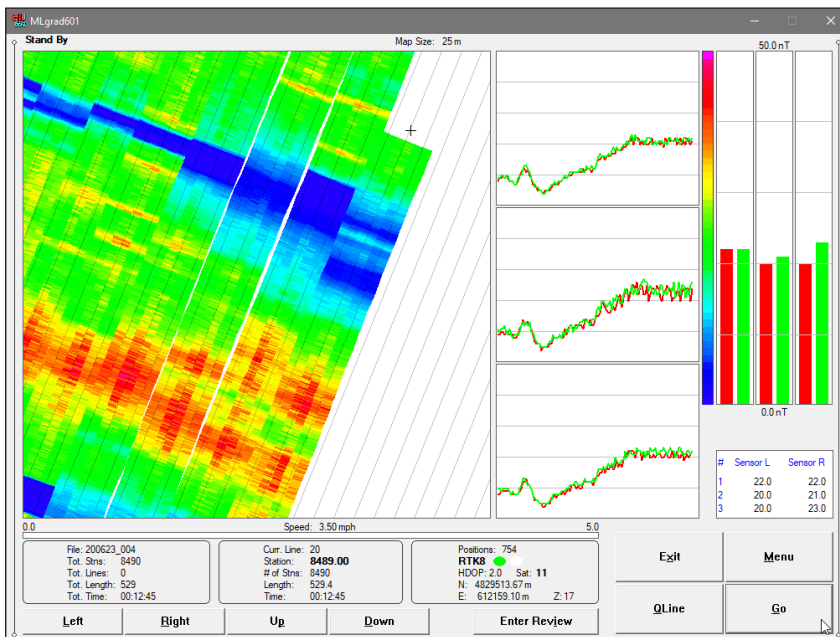 MLgrad601
Stand By
Map Size: 25 m
50.0 nT
0.0 nT
# Sensor L Sensor R
1 22.0 22.0
2 20.0 21.0
3 20.0 23.0
0.0 Speed: 3.50 mph 5.0
File: 200623_004
Tot. Stns: 8490
Tot. Lines: 0
Tot. Length: 529
Tot. Time: 00:12:45
Curr. Line: 20
Station: 8489.00
# of Stns: 8490
Length: 529.4
Time: 00:12:45
Positions: 754
RTK8
HDOP: 2.0 Sat: 11
N: 4829513.67 m
E: 612159.10 m Z: 17
Exit
Menu
QLine
Go
Left
Right
Up
Down
Enter Review